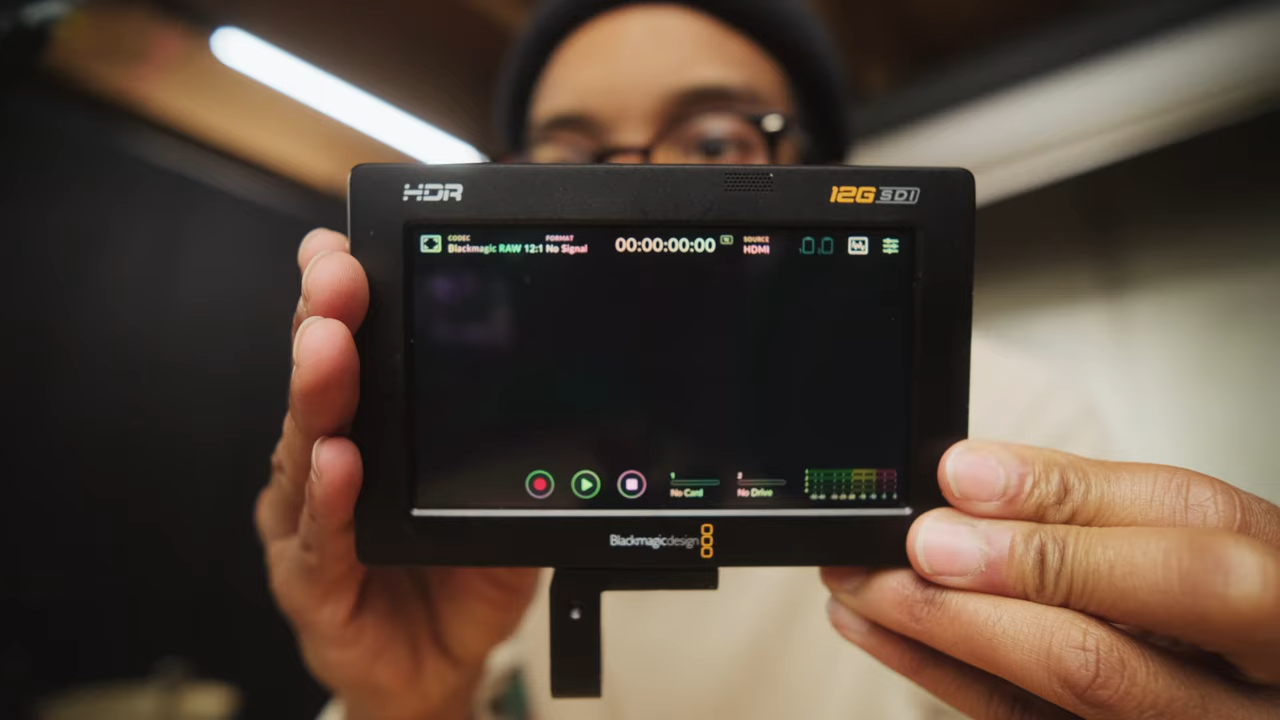 HDR
12G SDI
CODEC FORMAT SOURCE
Blackmagic RAW 12:1 No Signal 00:00:00:00 HDMI
1 2
No Card No Drive
Blackmagicdesign